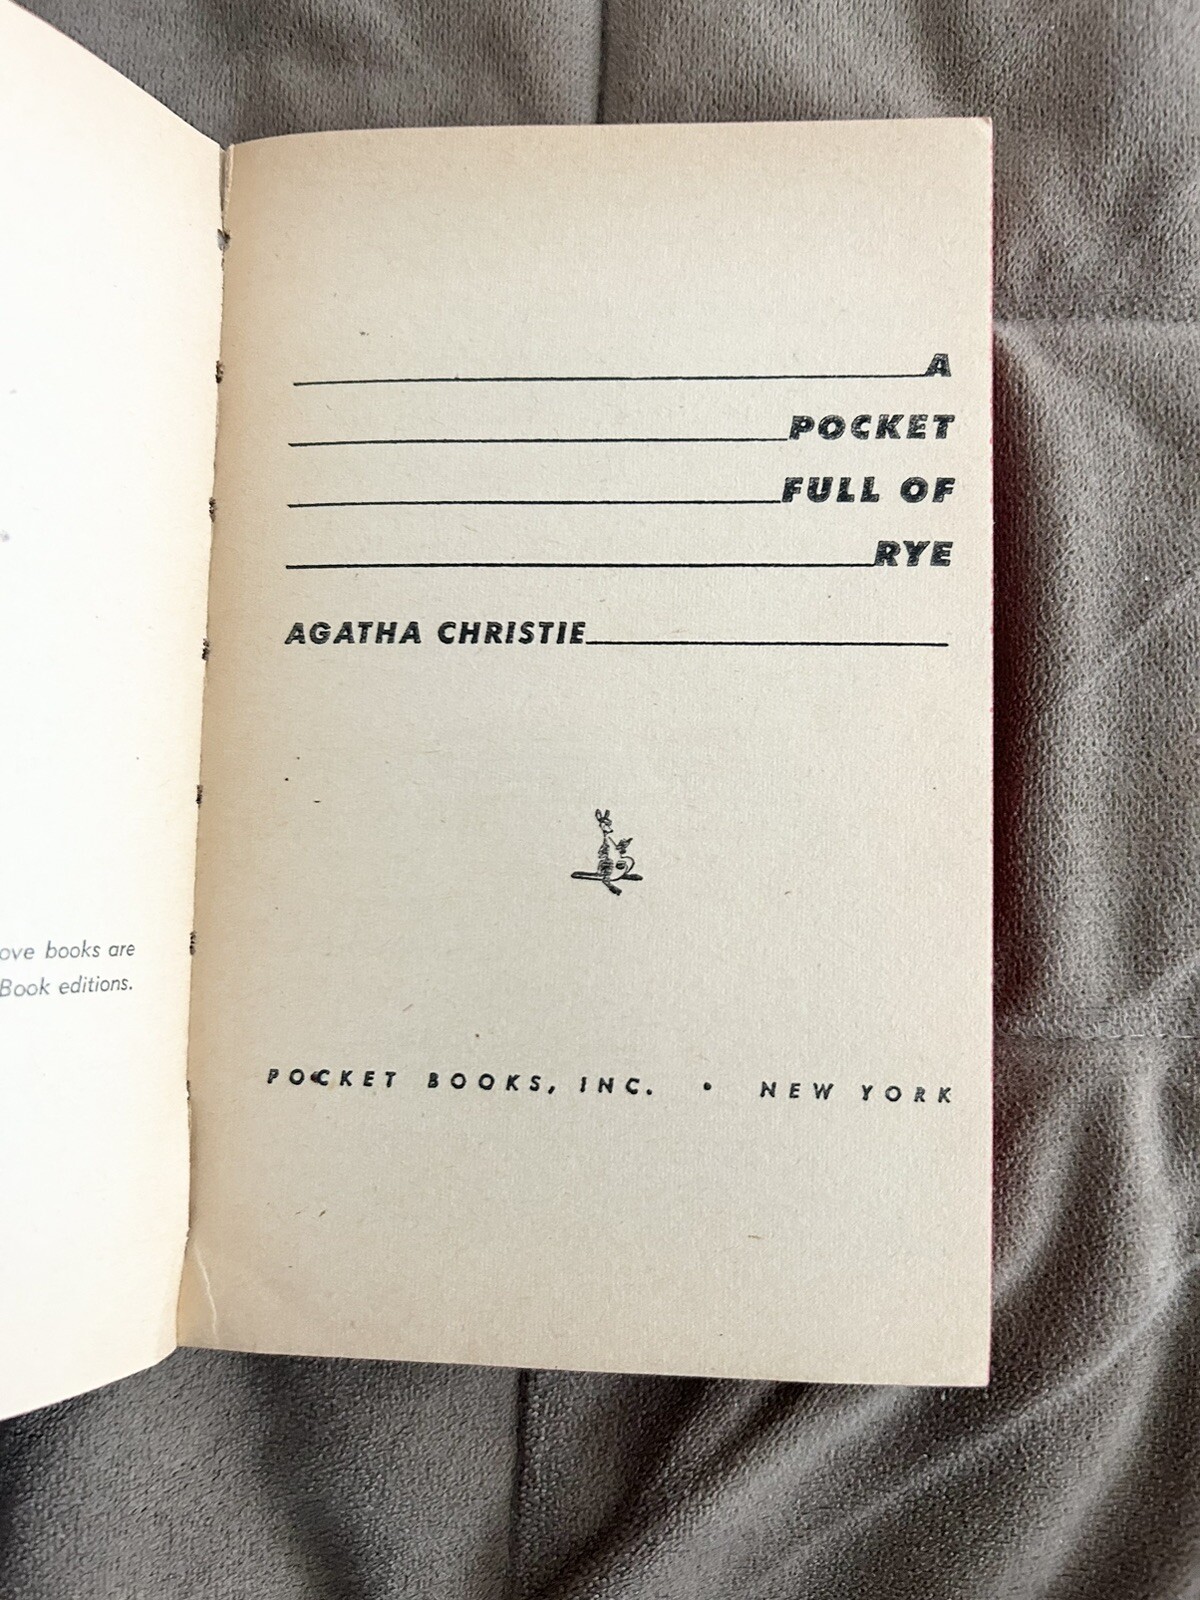 ove books are
Book editions.
A
POCKET
FULL OF
RYE
AGATHA CHRISTIE
POCKET BOOKS, INC. • NEW YORK